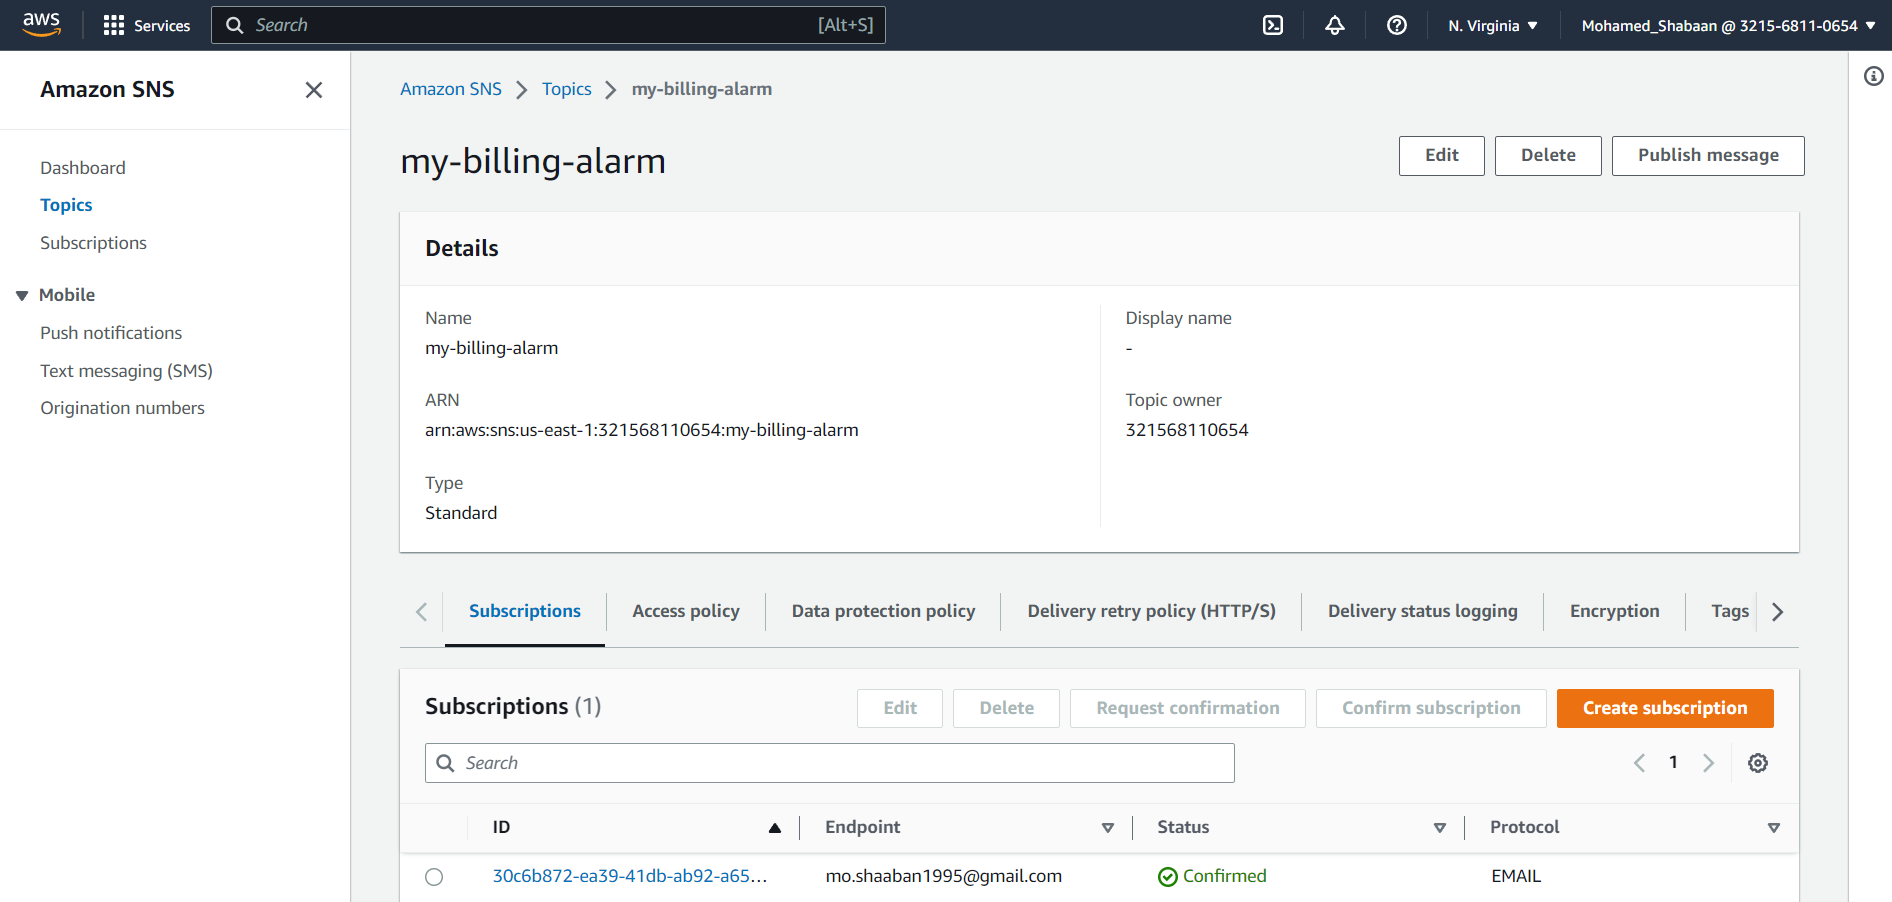 aws Services Search [Alt+S] N. Virginia Mohamed_Shabaan @ 3215-6811-0654
Amazon SNS
Dashboard
Topics
Subscriptions
Mobile
Push notifications
Text messaging (SMS)
Origination numbers
Amazon SNS Topics my-billing-alarm
my-billing-alarm
Edit Delete Publish message
Details
Name
my-billing-alarm
ARN
arn:aws:sns:us-east-1:321568110654:my-billing-alarm
Type
Standard
Display name
-
Topic owner
321568110654
Subscriptions Access policy Data protection policy Delivery retry policy (HTTP/S) Delivery status logging Encryption Tags
Subscriptions (1)
Edit Delete Request confirmation Confirm subscription Create subscription
Search
1
ID Endpoint Status Protocol
30c6b872-ea39-41db-ab92-a65... mo.shaaban1995@gmail.com Confirmed EMAIL